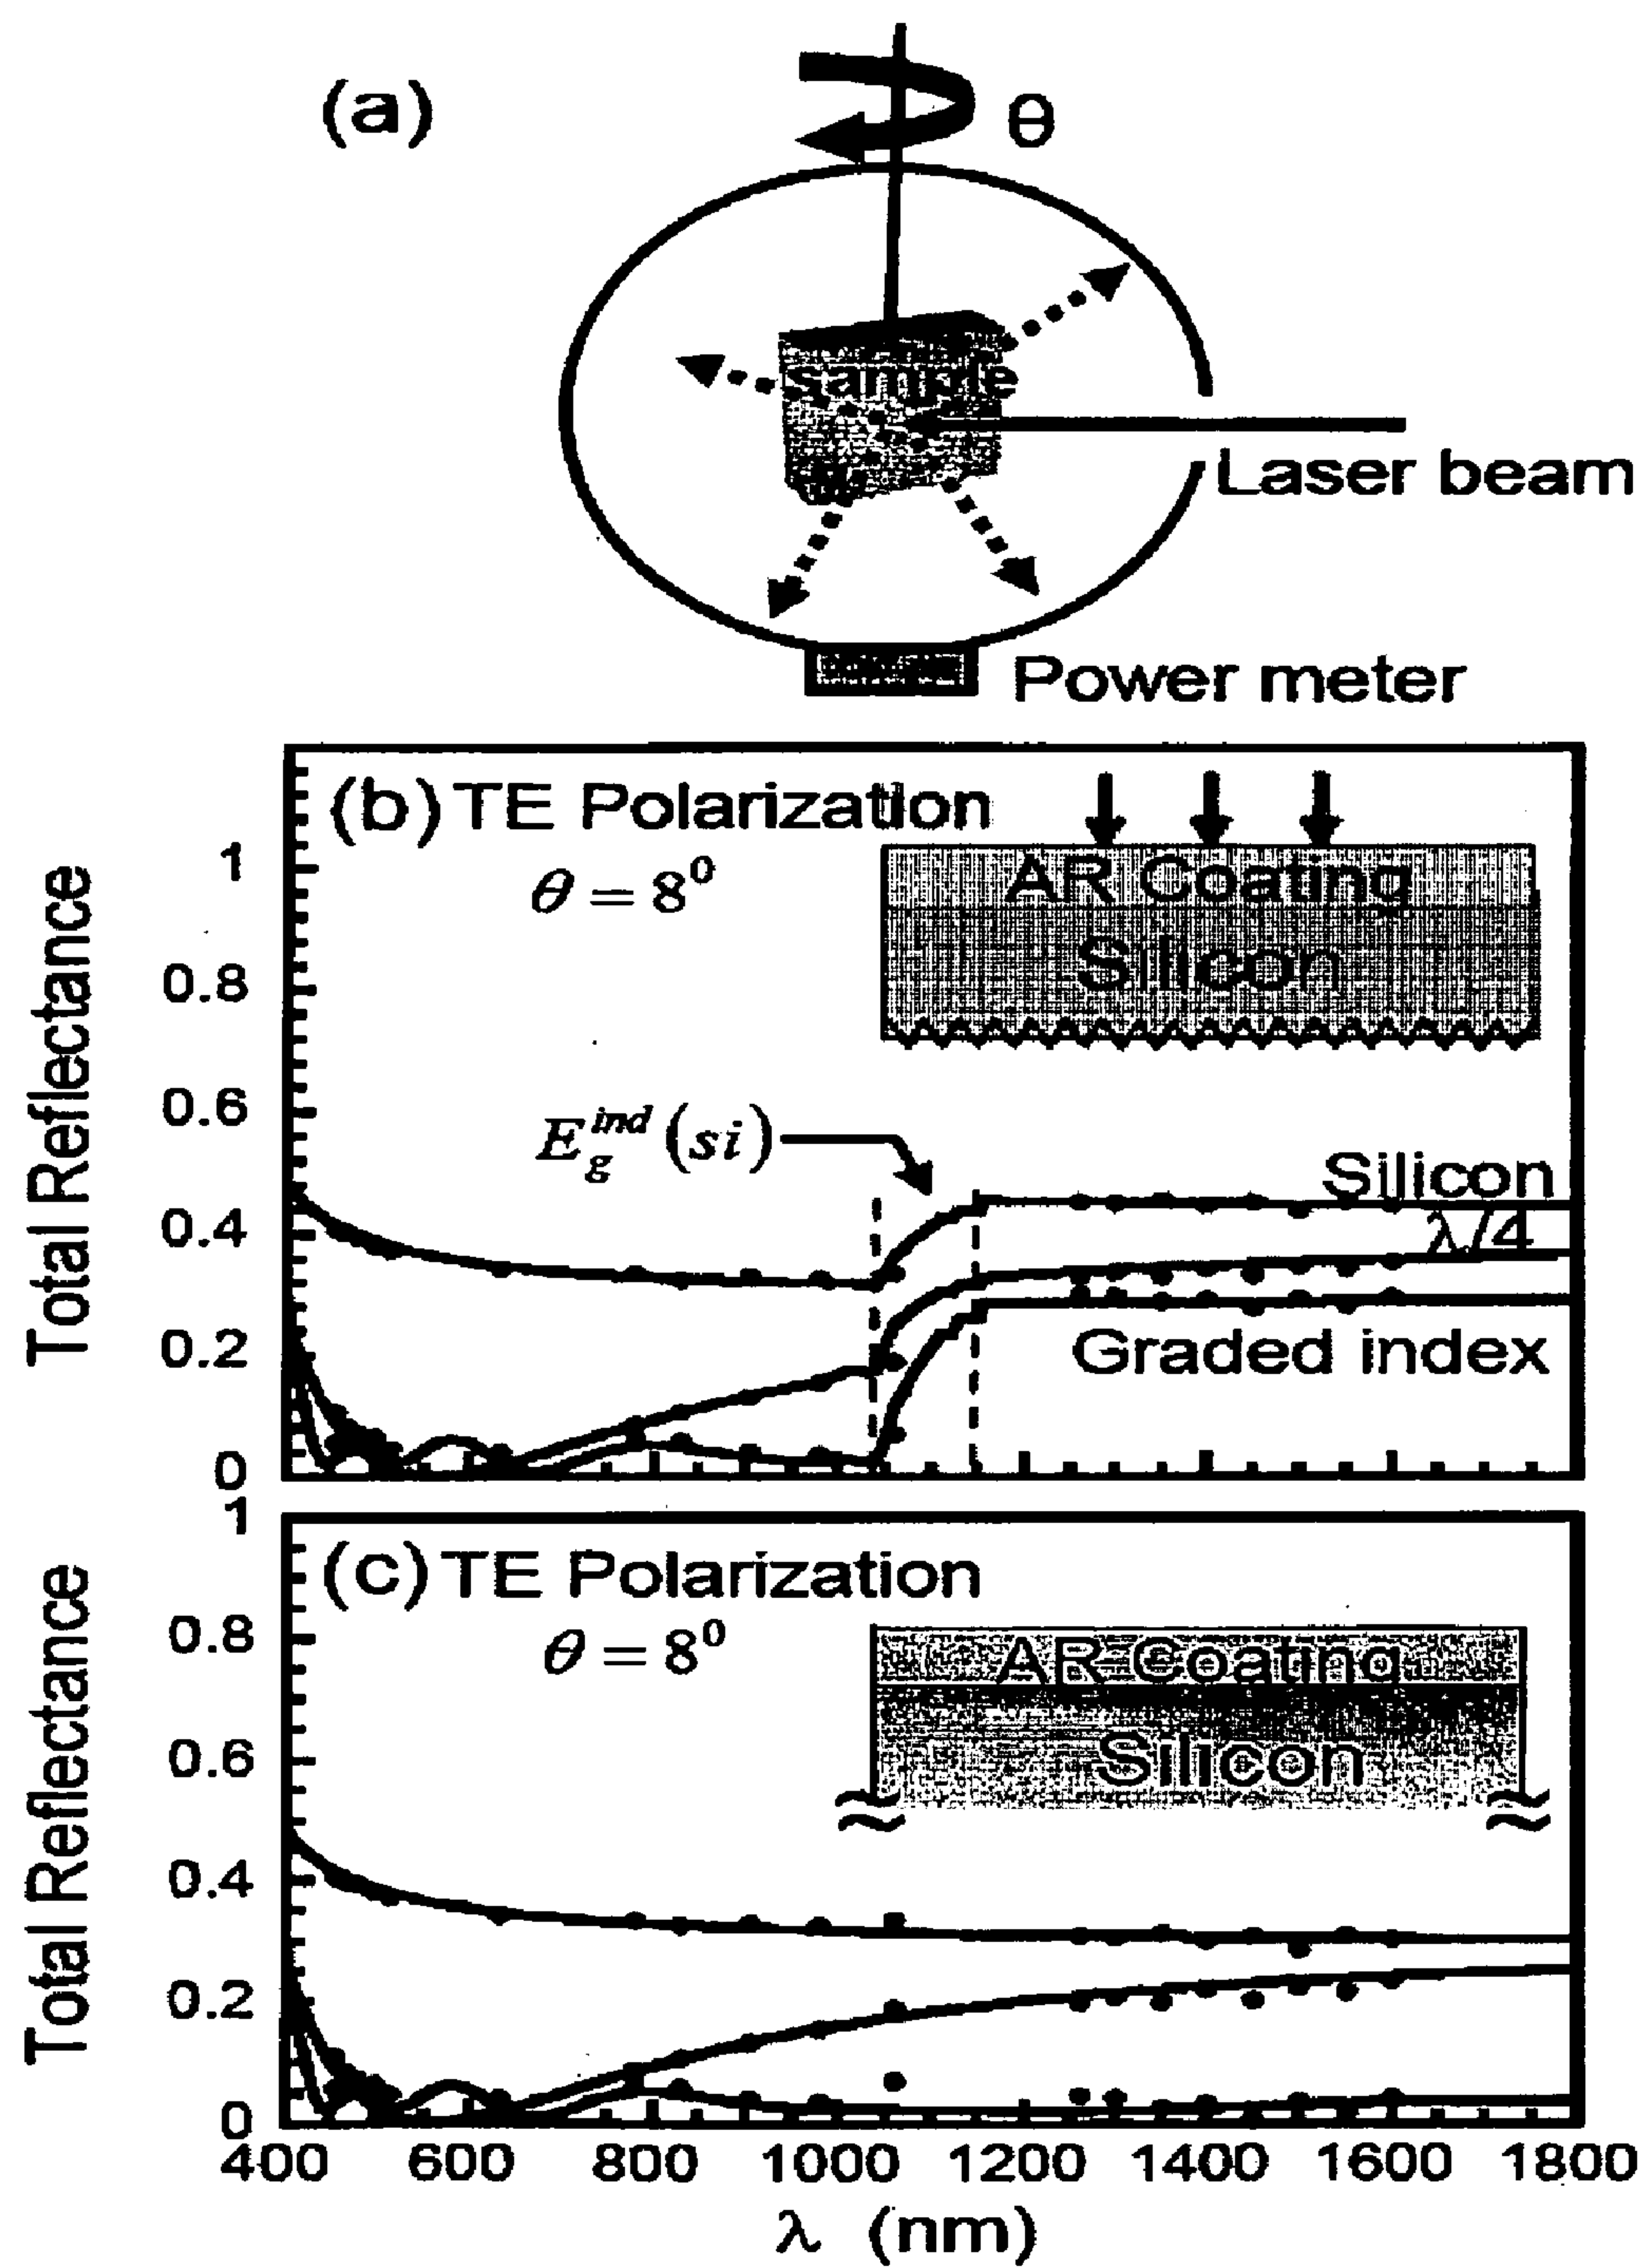 (a)
θ
sample
Laser beam
Power meter
(b) TE Polarization
θ = 8⁰
AR Coating
Silicon
E_g^ind (si)
Silicon
λ/4
Graded index
Total Reflectance
1
0.8
0.6
0.4
0.2
0
(c) TE Polarization
θ = 8⁰
AR Coating
Silicon
Total Reflectance
1
0.8
0.6
0.4
0.2
0
400 600 800 1000 1200 1400 1600 1800
λ (nm)